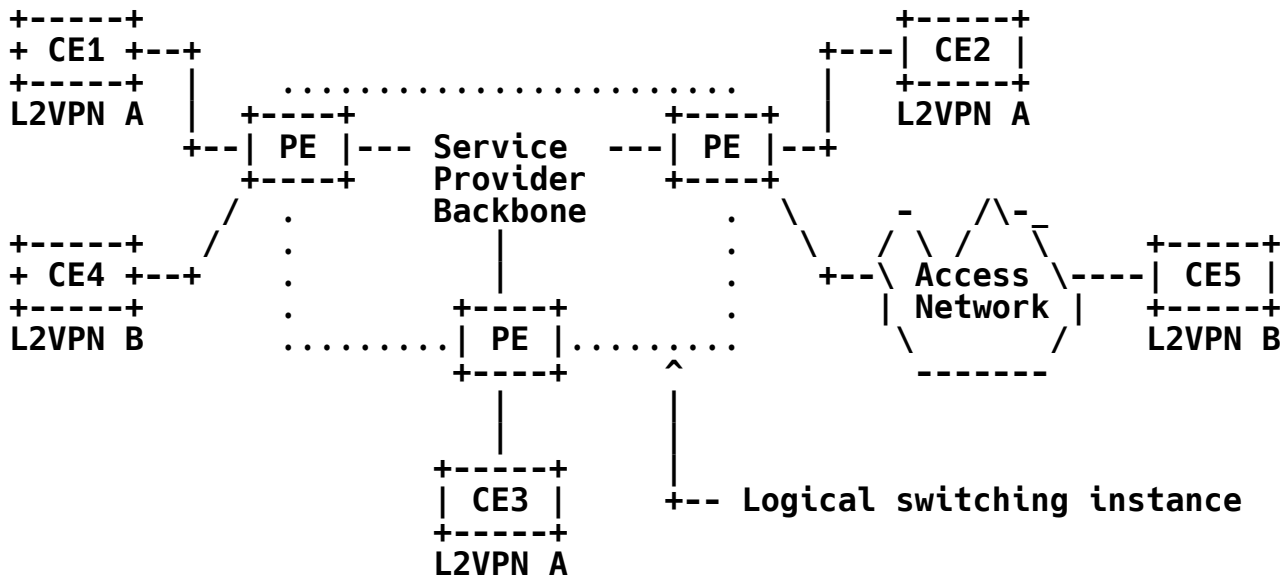 +-----+                                  +-----+
+ CE1 +--+                           +---| CE2 |
+-----+  |    ........................   |   +-----+
L2VPN A  |  +----+                +----+  |   L2VPN A
+--| PE |--- Service  ---| PE |--+
+----+    Provider    +----+
/  .       Backbone        .  \      -   /\-_
+-----+   /   .          |           .   \    / \ /   \      +-----+
+ CE4 +--+    .          |           .    +--\ Access  \----| CE5 |
+-----+       .        +----+        .       | Network |   +-----+
L2VPN B       .........| PE |.........        \       /    L2VPN B
+----+     ^            -------
|        |
|        |
+-----+     |
| CE3 |     +-- Logical switching instance
+-----+
L2VPN A